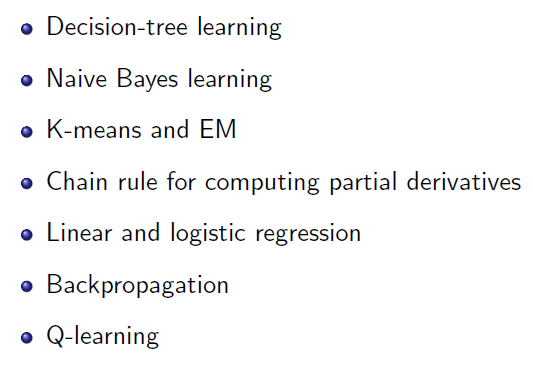 Decision-tree learning
Naive Bayes learning
K-means and EM
Chain rule for computing partial derivatives
Linear and logistic regression
Backpropagation
Q-learning